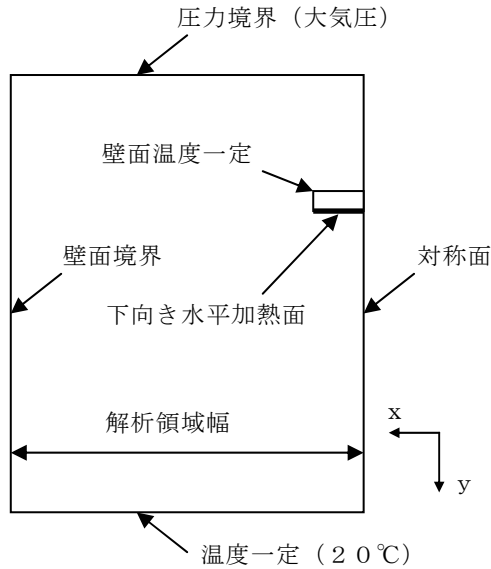 圧力境界（大気圧）
壁面温度一定
壁面境界
対称面
下向き水平加熱面
解析領域幅
x
y
温度一定（２０℃）